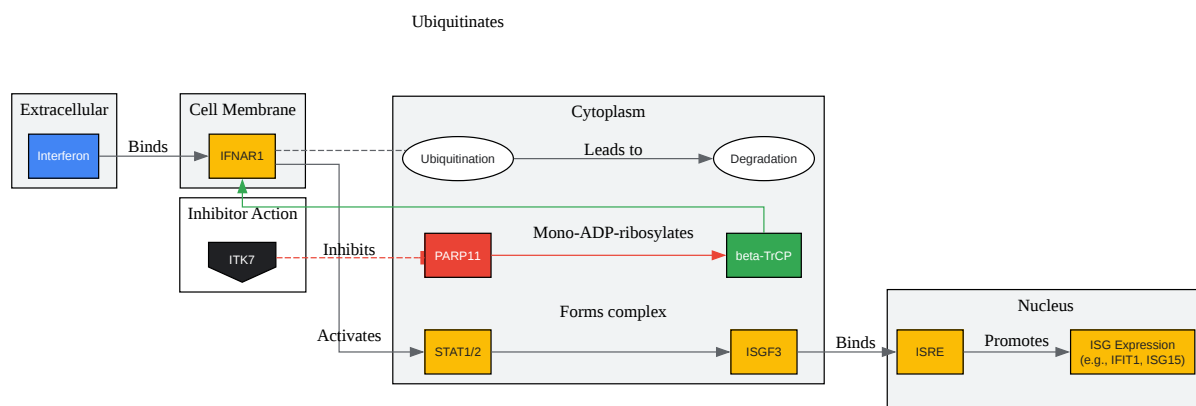 Ubiquitinates
Extracellular
Cell Membrane
Cytoplasm
Interferon
Binds
IFNAR1
Ubiquitination
Leads to
Degradation
Inhibitor Action
ITK7
Inhibits
PARP11
Mono-ADP-ribosylates
beta-TrCP
Forms complex
Activates
STAT1/2
ISGF3
Binds
Nucleus
ISRE
Promotes
ISG Expression
(e.g., IFIT1, ISG15)